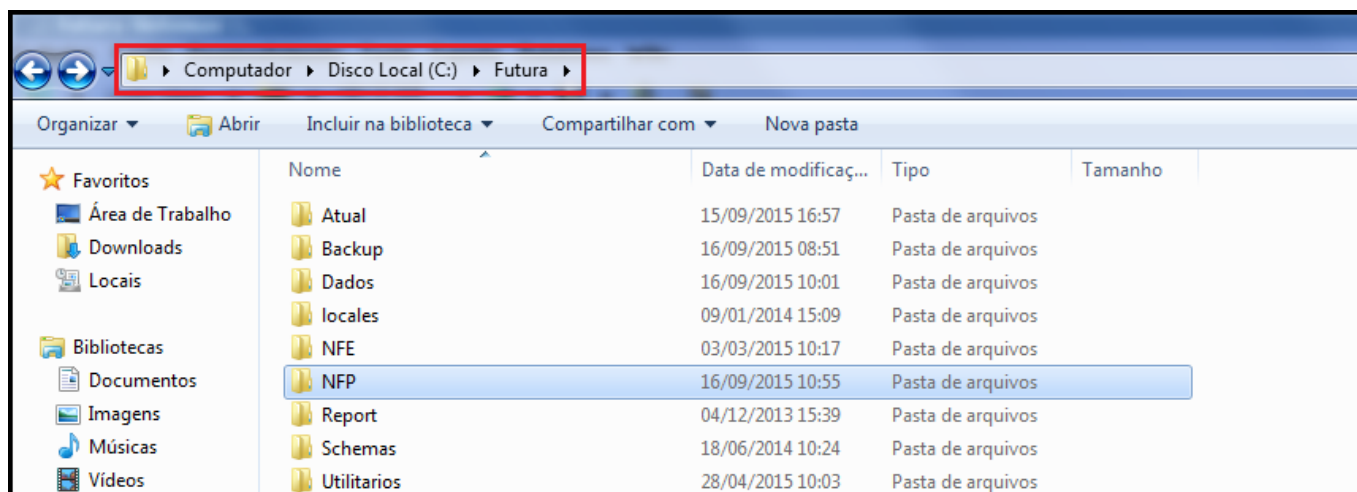 Computador Disco Local (C:) Futura
Organizar Abrir Incluir na biblioteca Compartilhar com Nova pasta
Favoritos
Área de Trabalho
Downloads
Locais
Bibliotecas
Documentos
Imagens
Músicas
Vídeos
Nome Data de modificaç... Tipo Tamanho
Atual 15/09/2015 16:57 Pasta de arquivos
Backup 16/09/2015 08:51 Pasta de arquivos
Dados 16/09/2015 10:01 Pasta de arquivos
locales 09/01/2014 15:09 Pasta de arquivos
NFE 03/03/2015 10:17 Pasta de arquivos
NFP 16/09/2015 10:55 Pasta de arquivos
Report 04/12/2013 15:39 Pasta de arquivos
Schemas 18/06/2014 10:24 Pasta de arquivos
Utilitarios 28/04/2015 10:03 Pasta de arquivos